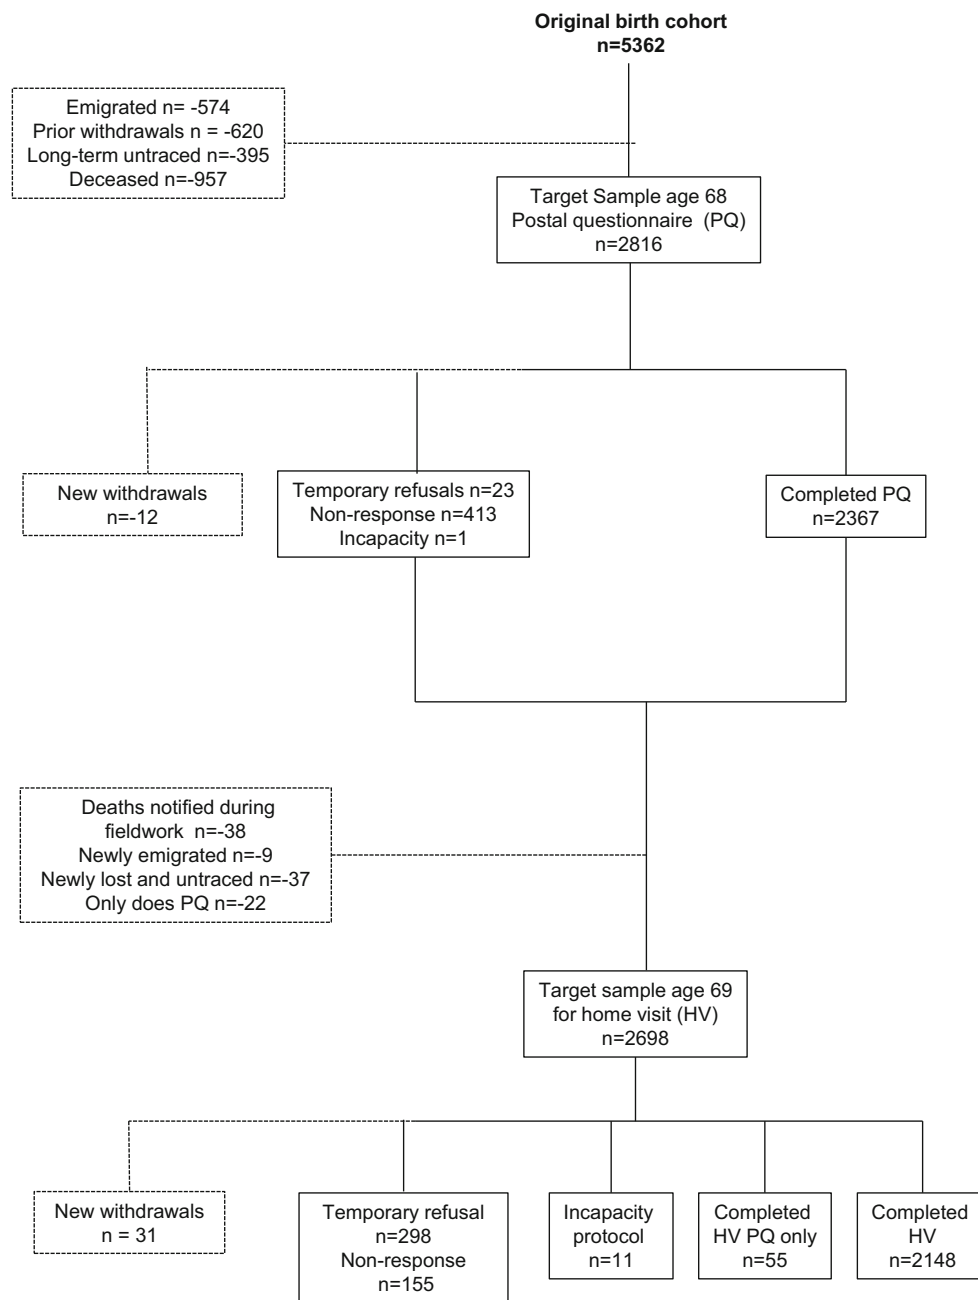 Original birth cohort
n=5362
Emigrated n= -574
Prior withdrawals n = -620
Long-term untraced n=-395
Deceased n=-957
Target Sample age 68
Postal questionnaire (PQ)
n=2816
New withdrawals
n=-12
Temporary refusals n=23
Non-response n=413
Incapacity n=1
Completed PQ
n=2367
Deaths notified during
fieldwork n=-38
Newly emigrated n=-9
Newly lost and untraced n=-37
Only does PQ n=-22
Target sample age 69
for home visit (HV)
n=2698
New withdrawals
n = 31
Temporary refusal
n=298
Non-response
n=155
Incapacity
protocol
n=11
Completed
HV PQ only
n=55
Completed
HV
n=2148